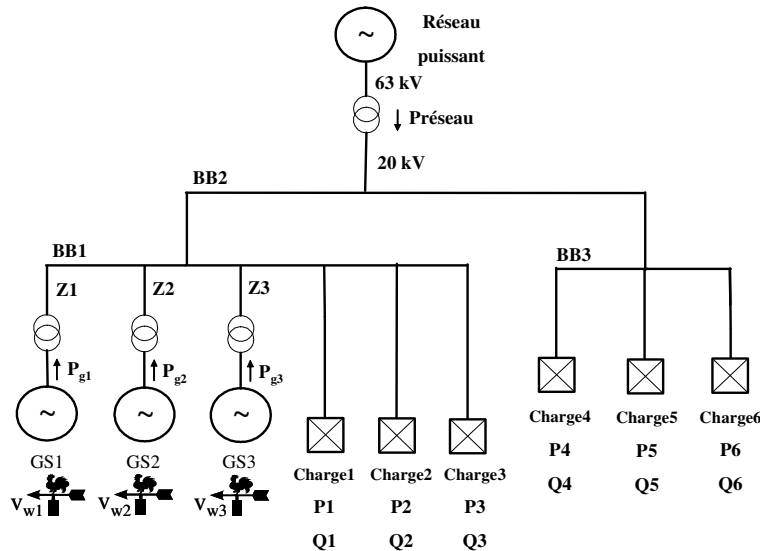 Réseau
puissant
63 kV
Préseau
20 kV
BB2
BB1
BB3
Z1 Z2 Z3
Pg1 Pg2 Pg3
~
~ ~ ~
GS1 GS2 GS3
Vw1 Vw2 Vw3
Charge1 Charge2 Charge3
P1 P2 P3
Q1 Q2 Q3
Charge4 Charge5 Charge6
P4 P5 P6
Q4 Q5 Q6